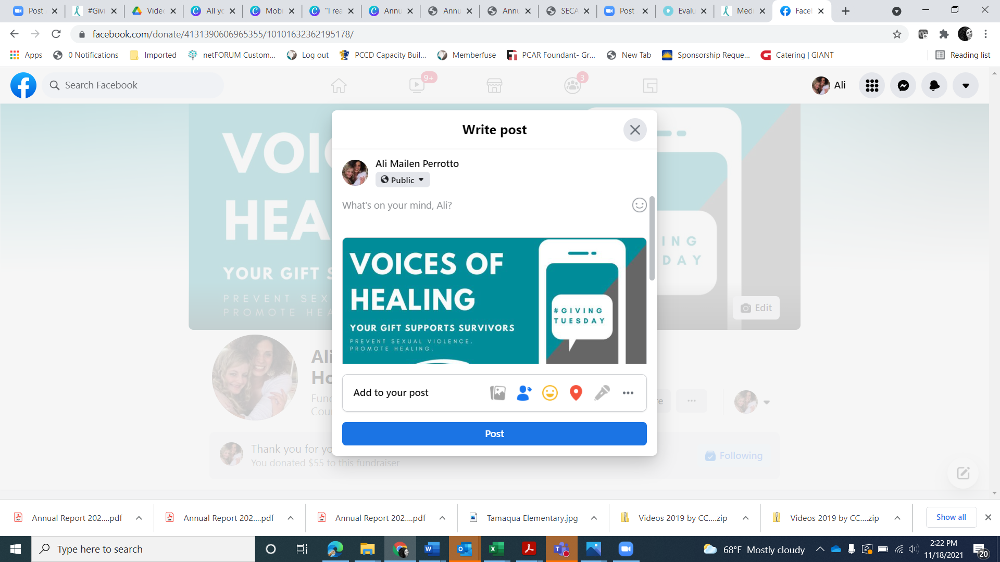 Post
#Givi
Video
All yo
Mobi
"I rea
Annu
Annu
Annu
SECA
Post
Evalu
Medi
Face
facebook.com/donate/4131390606965355/10101632362195178/
Apps
0 Notifications
Imported
netFORUM Custom...
Log out
PCCD Capacity Buil...
Memberfuse
PCAR Foundant- Gr...
New Tab
Sponsorship Reque...
Catering | GIANT
Reading list
Search Facebook
9+
3
Ali
Write post
Ali Mailen Perrotto
Public
What's on your mind, Ali?
VOICES OF
HEALING
YOUR GIFT SUPPORTS SURVIVORS
PREVENT SEXUAL VIOLENCE.
PROMOTE HEALING.
#GIVING
TUESDAY
Add to your post
Post
VOI
HEA
YOUR GIFT S
PREVENT SEX
PROMOTE HEA
ING
DAY
Edit
Ali
Ho
Fun
Cou
re
Thank you for yo
You donated $55 to this fundraiser
Following
Annual Report 202....pdf
Annual Report 202....pdf
Annual Report 202....pdf
Tamaqua Elementary.jpg
Videos 2019 by CC....zip
Videos 2019 by CC....zip
Show all
Type here to search
68°F Mostly cloudy
2:22 PM
11/18/2021
20